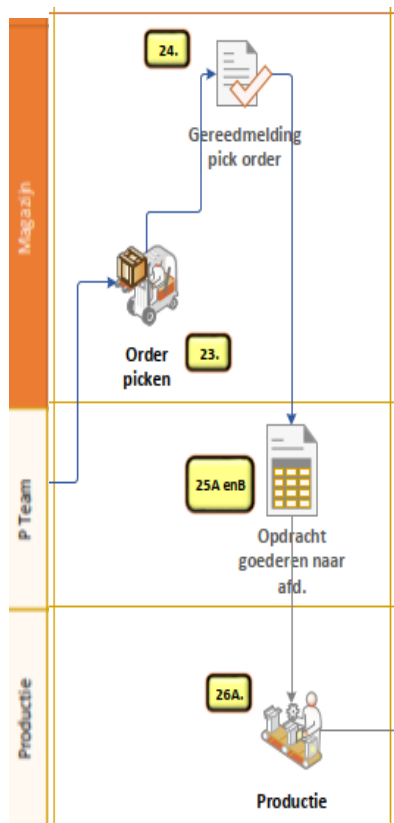 Magazijn
24.
Gereedmelding
pick order
Order
picken
23.
P Team
25A enB
Opdracht
goederen naar
afd.
Productie
26A.
Productie